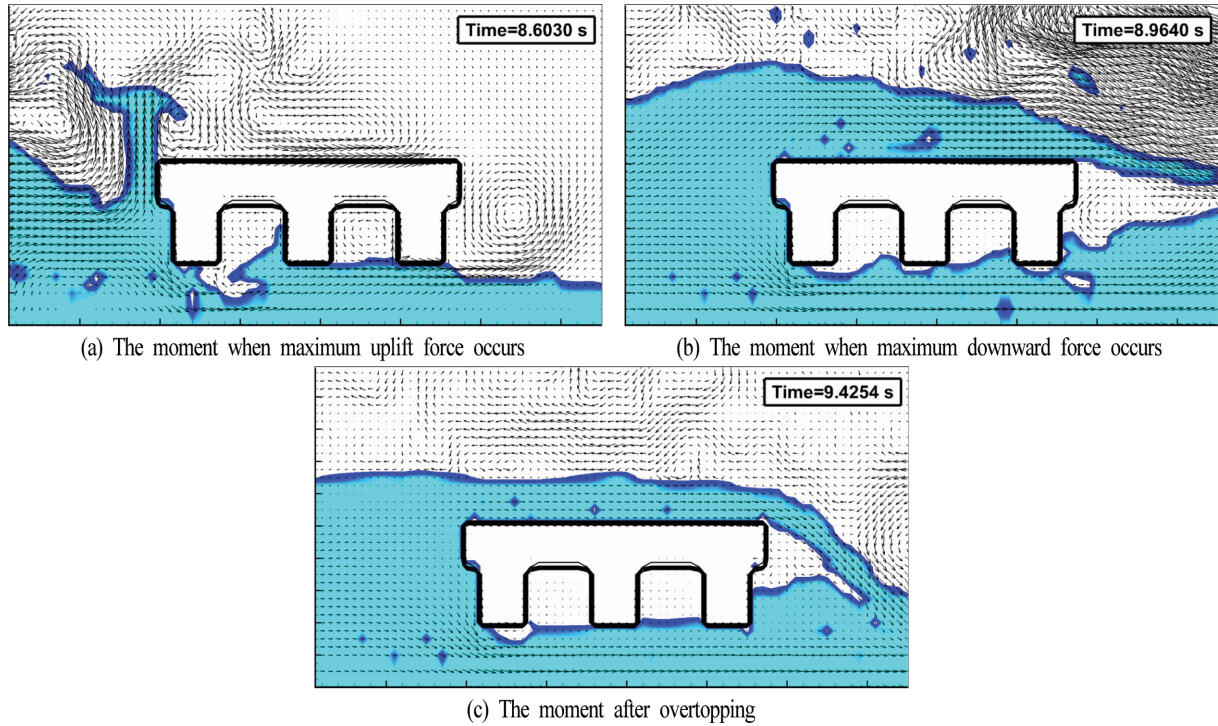 Time=8.6030 s
Time=8.9640 s
(a) The moment when maximum uplift force occurs
(b) The moment when maximum downward force occurs
Time=9.4254 s
(c) The moment after overtopping